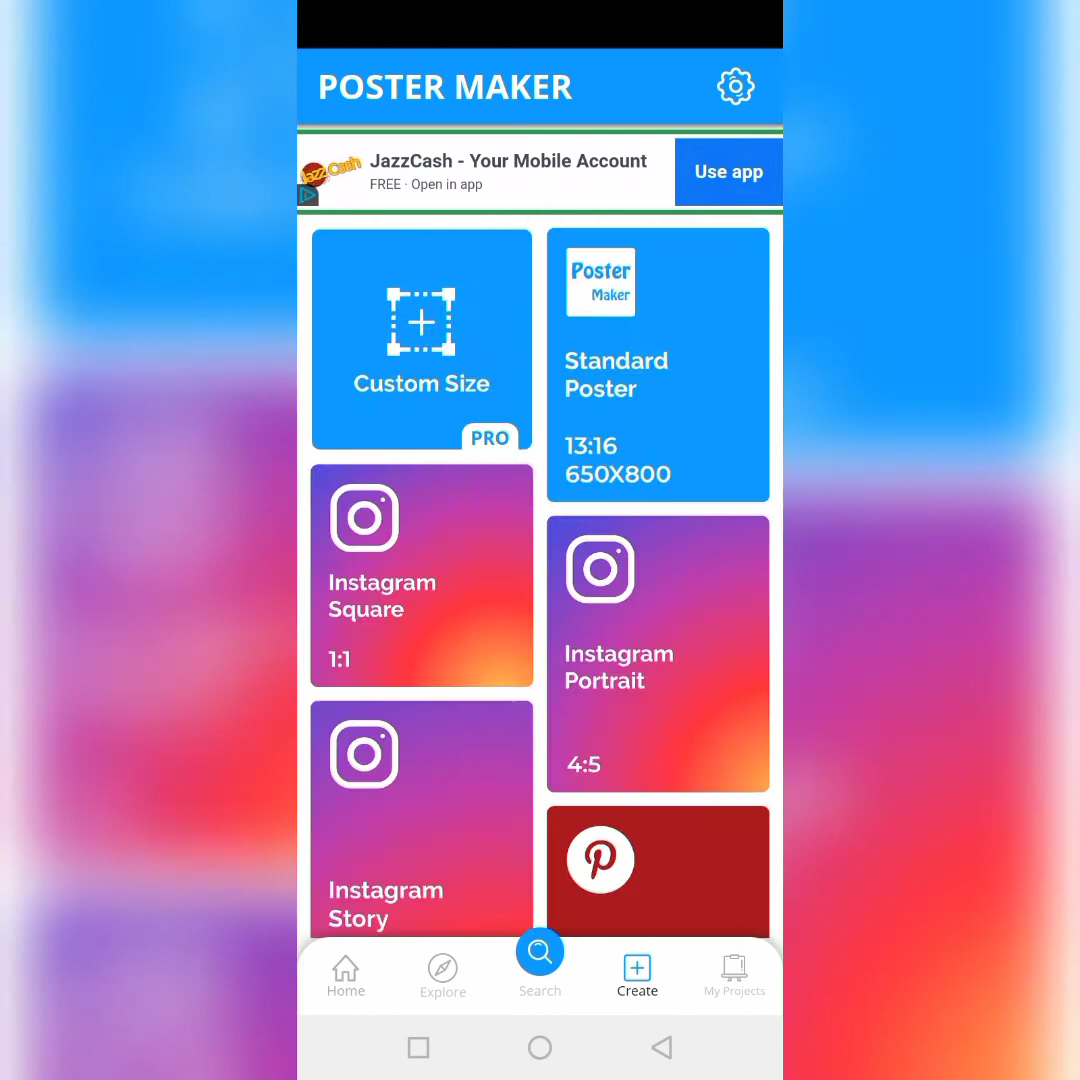 POSTER MAKER
Jazz Cash
JazzCash - Your Mobile Account
FREE · Open in app
Use app
Custom Size
PRO
Poster
Maker
Standard
Poster
13:16
650X800
Instagram
Square
1:1
Instagram
Portrait
4:5
Instagram
Story
Home
Explore
Search
Create
My Projects